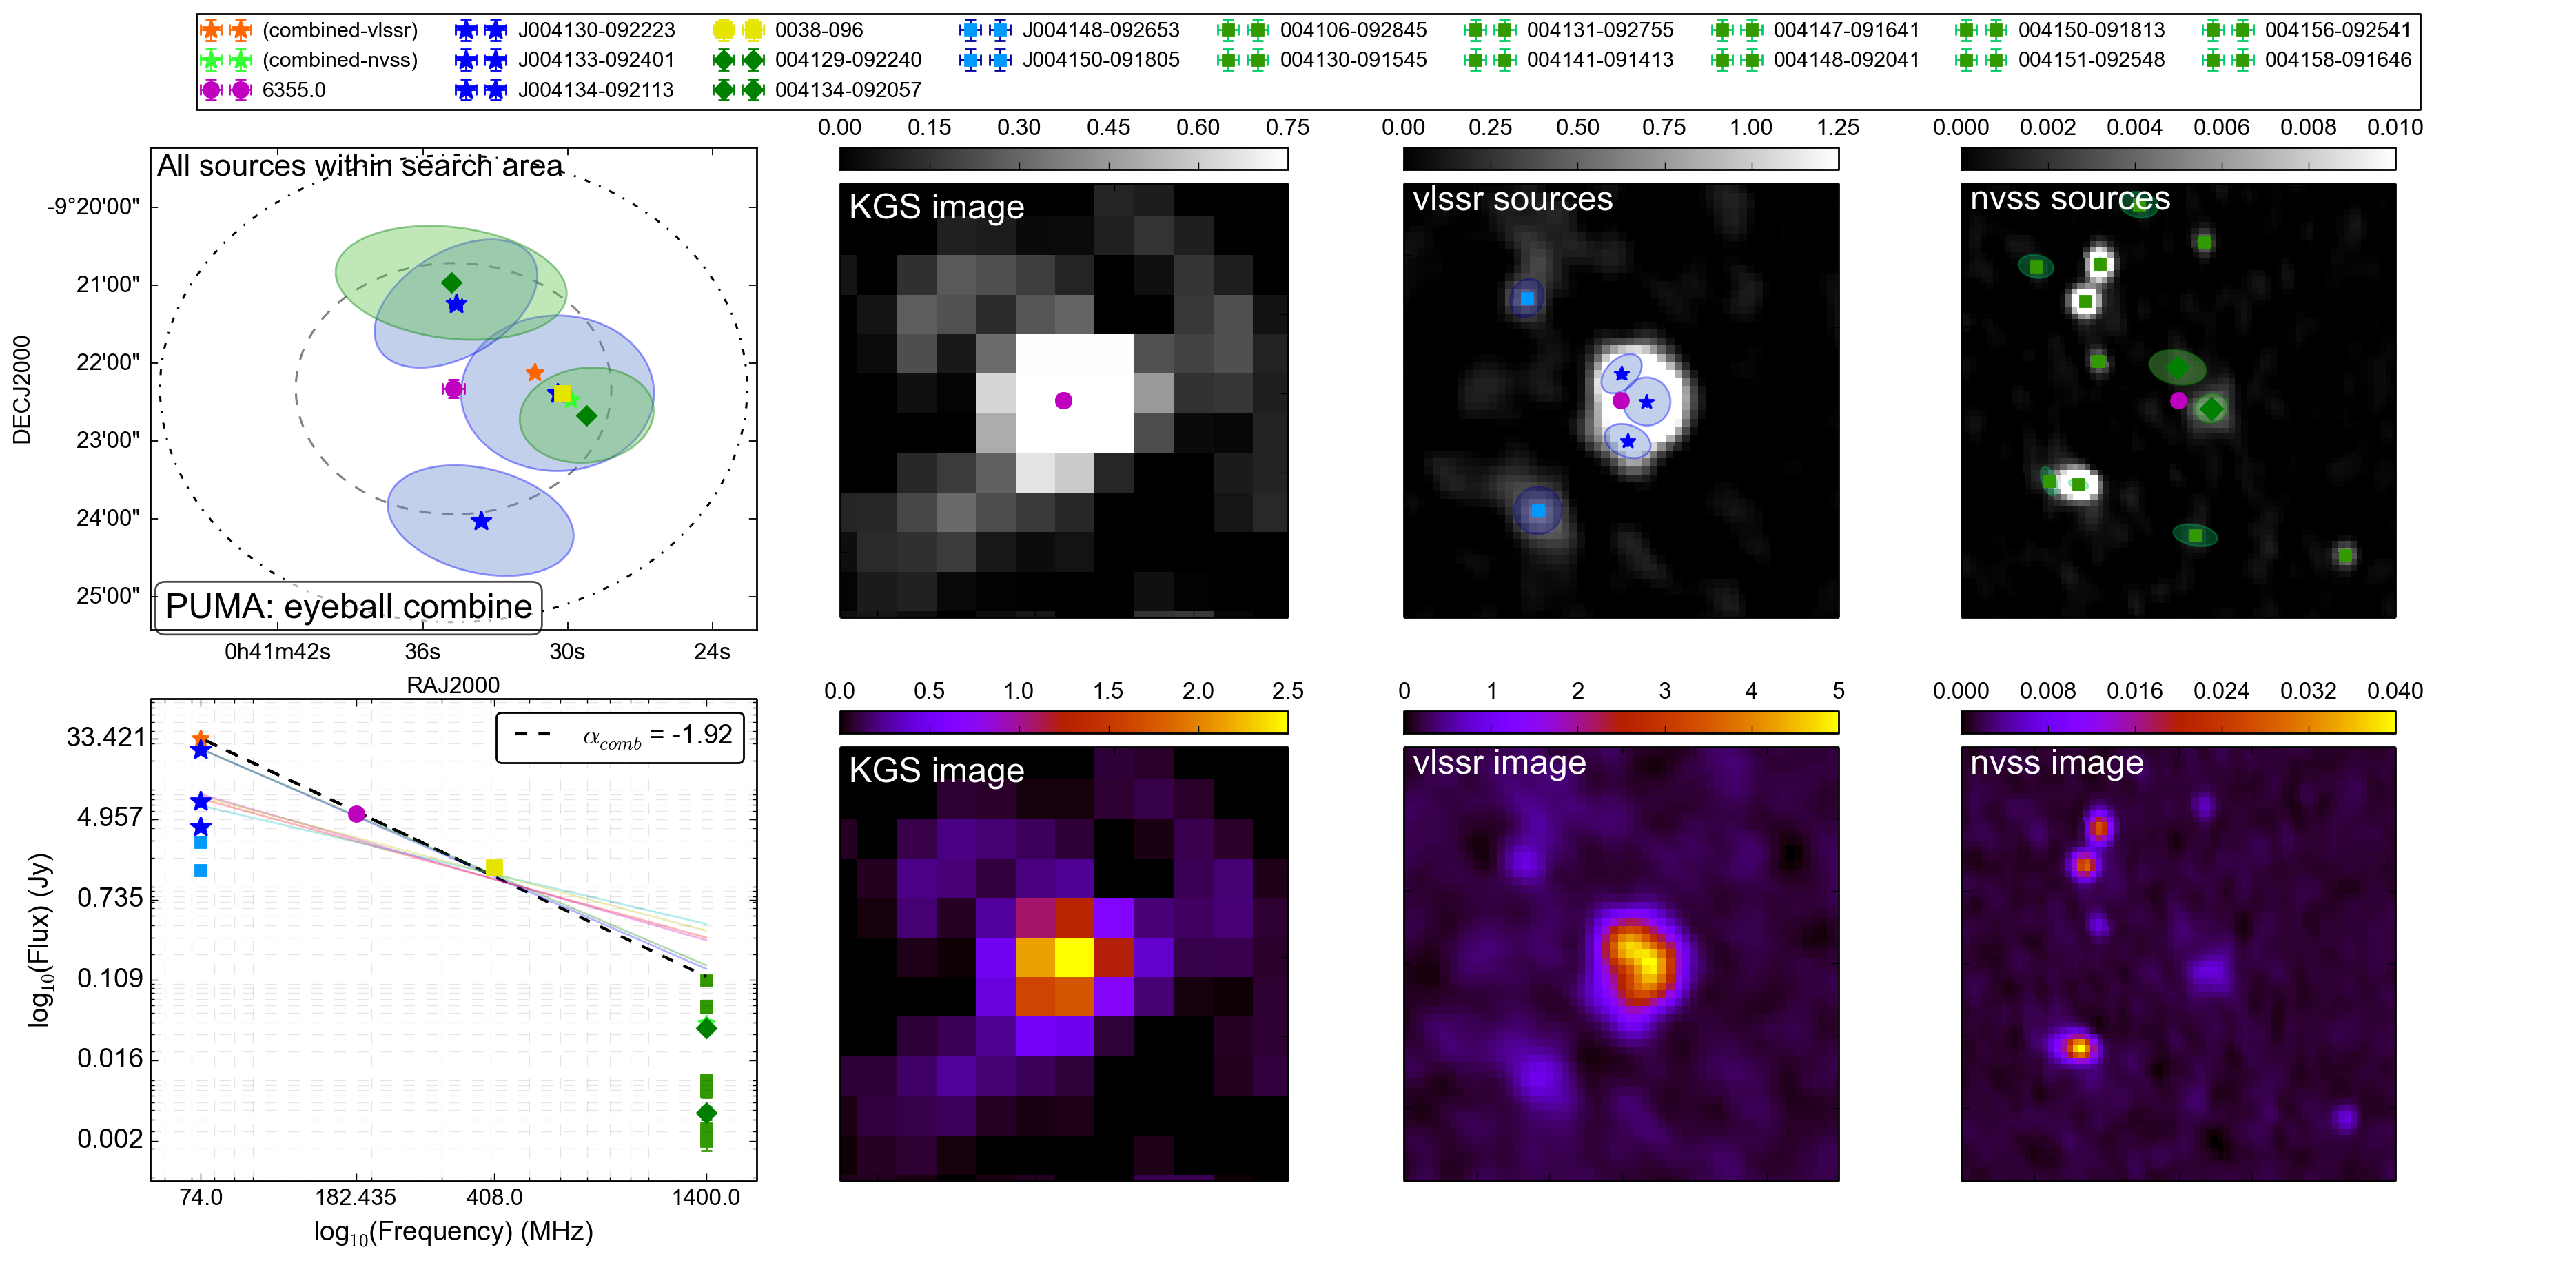 (combined-vlssr) J004130-092223 0038-096 J004148-092653 004106-092845 004131-092755 004147-091641 004150-091813 004156-092541
(combined-nvss) J004133-092401 004129-092240 J004150-091805 004130-091545 004141-091413 004148-092041 004151-092548 004158-091646
6355.0 J004134-092113 004134-092057
0.00 0.15 0.30 0.45 0.60 0.75
0.00 0.25 0.50 0.75 1.00 1.25
0.000 0.002 0.004 0.006 0.008 0.010
All sources within search area
KGS image
vlssr sources
nvss sources
-9°20'00"
21'00"
22'00"
23'00"
24'00"
25'00"
DECJ2000
PUMA: eyeball combine
0h41m42s 36s 30s 24s
RAJ2000
0.0 0.5 1.0 1.5 2.0 2.5
0 1 2 3 4 5
0.000 0.008 0.016 0.024 0.032 0.040
α_comb = -1.92
KGS image
vlssr image
nvss image
33.421
4.957
0.735
0.109
0.016
0.002
log10(Flux) (Jy)
74.0 182.435 408.0 1400.0
log10(Frequency) (MHz)